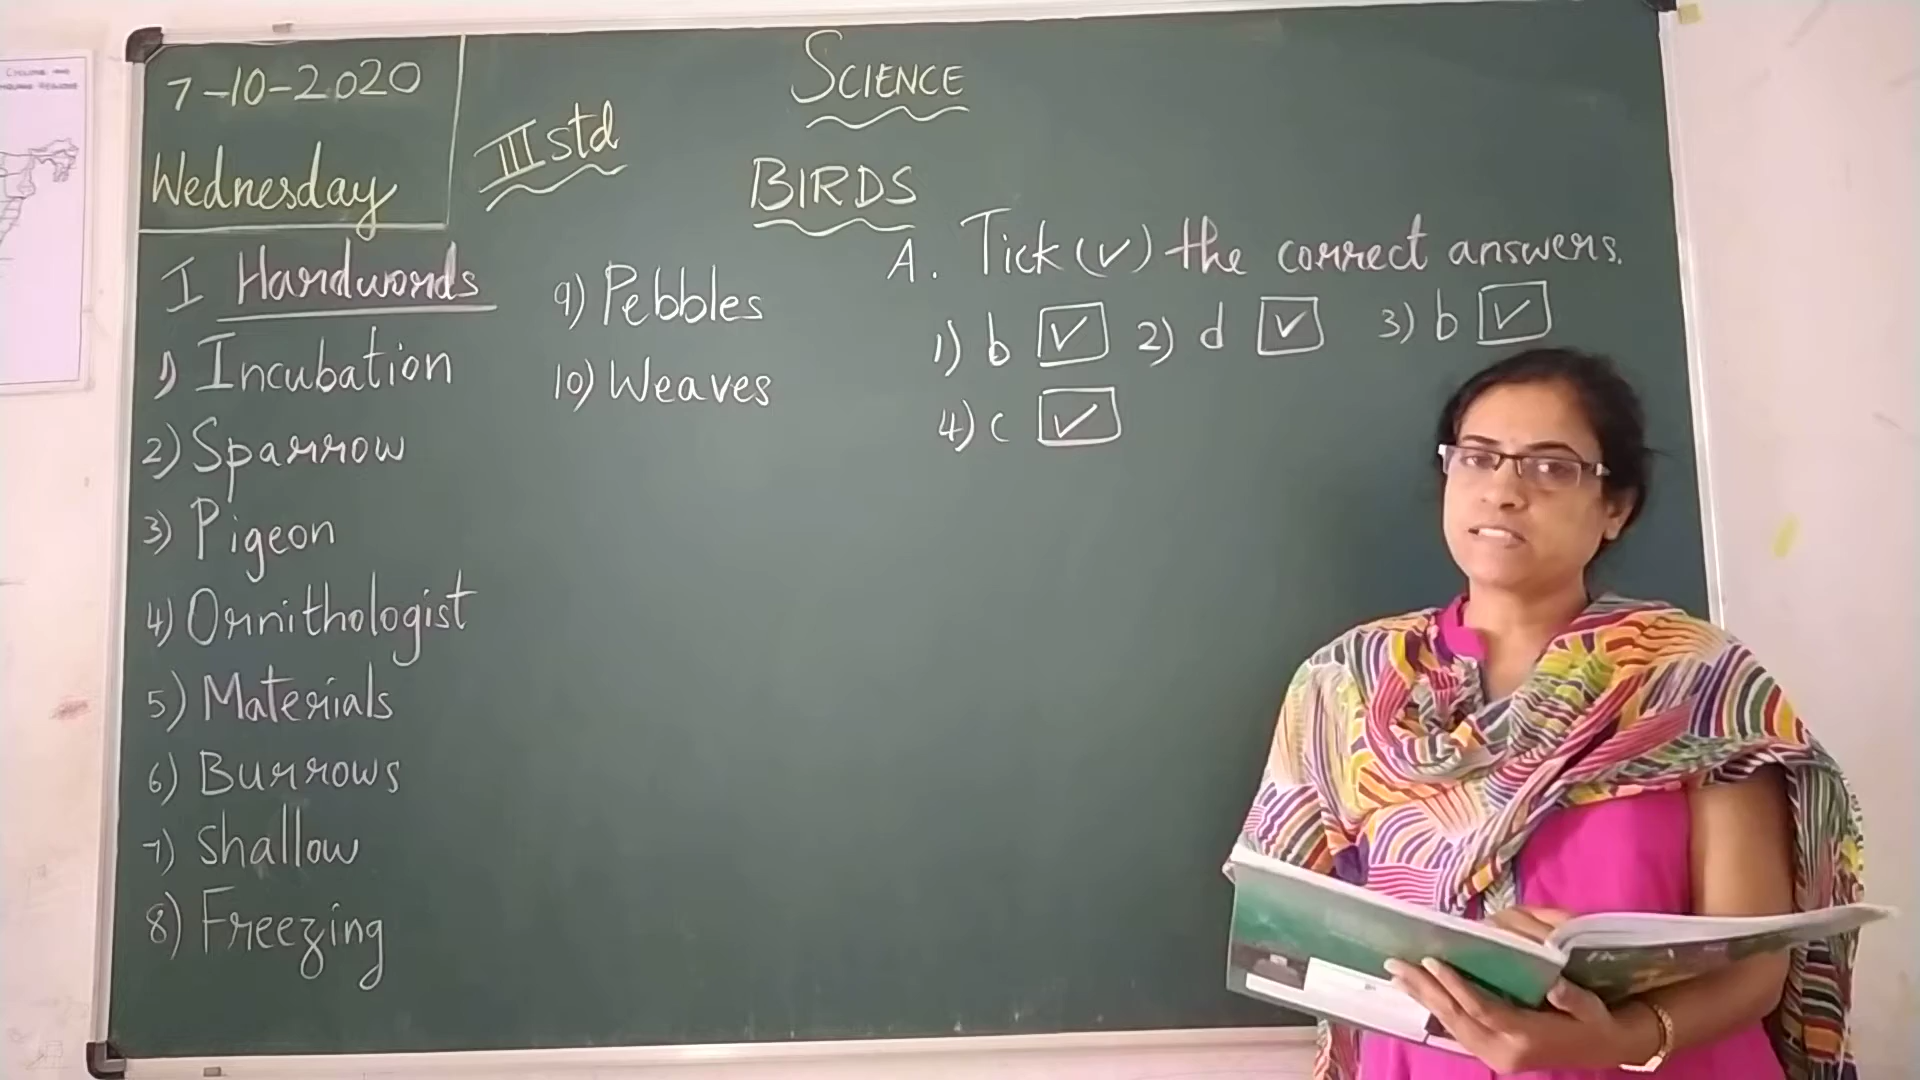 7-10-2020
Wednesday
III std
SCIENCE
BIRDS
I Hardwords
1) Incubation
2) Sparrow
3) Pigeon
4) Ornithologist
5) Materials
6) Burrows
7) Shallow
8) Freezing
9) Pebbles
10) Weaves
A. Tick (✓) the correct answers.
1) b ✓ 2) d ✓ 3) b ✓
4) c ✓